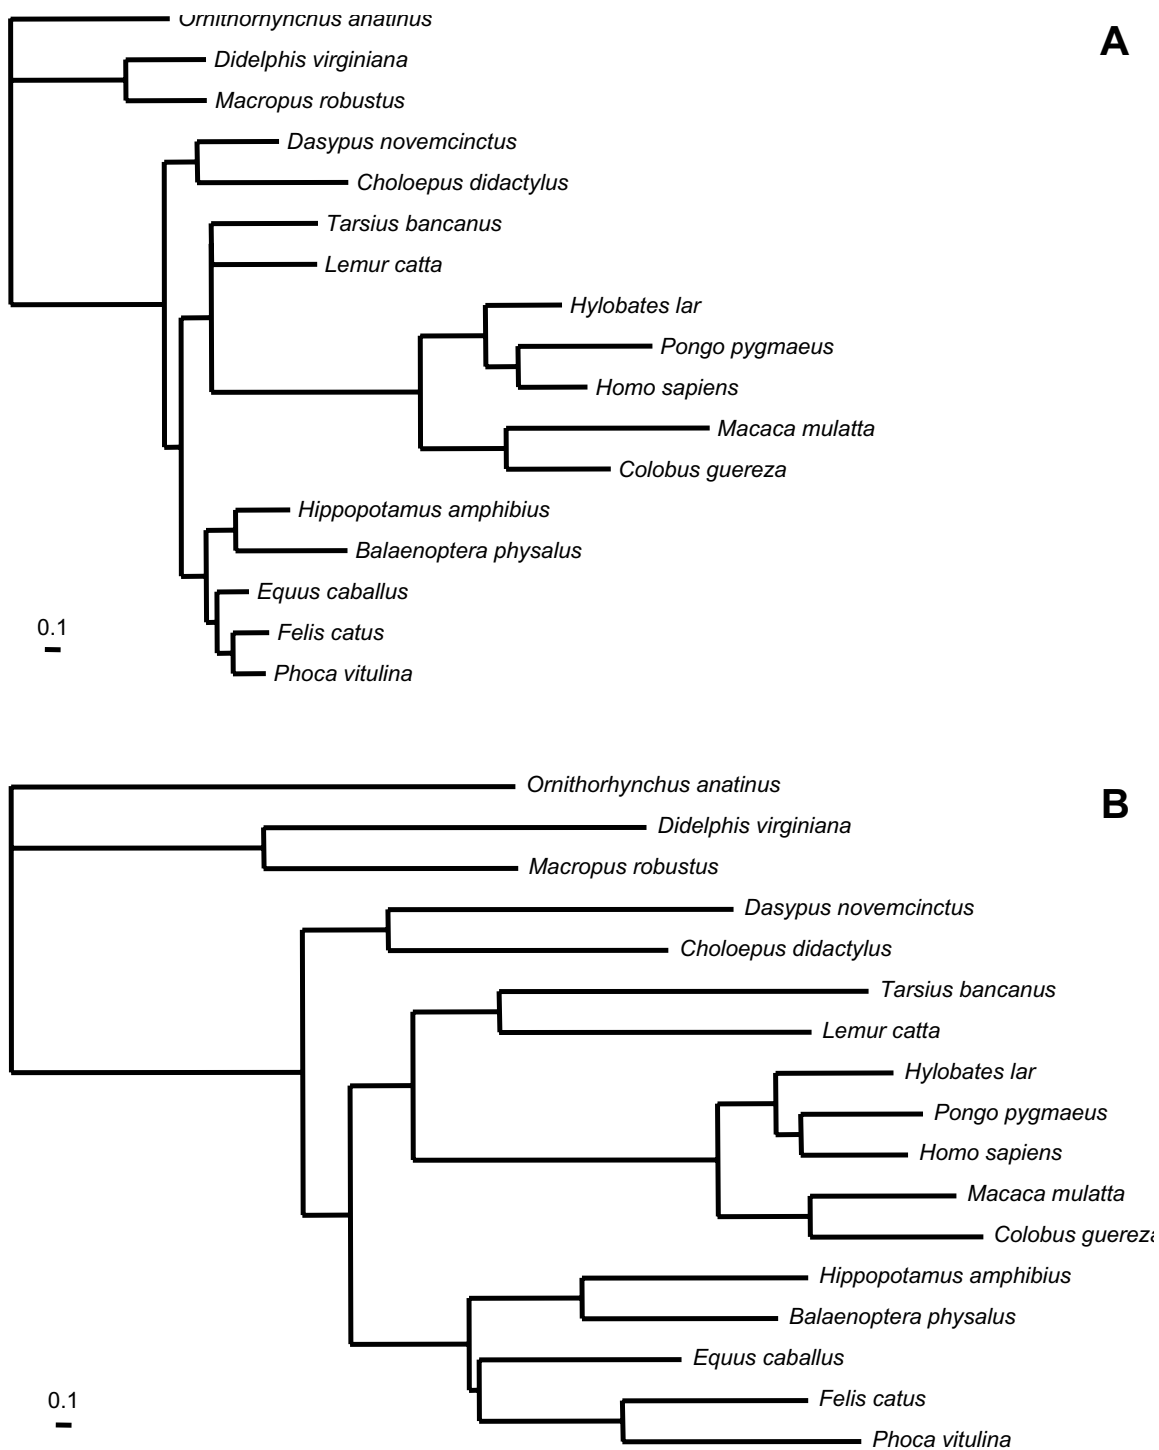 Ornithorhynchus anatinus
A
Didelphis virginiana
Macropus robustus
Dasypus novemcinctus
Choloepus didactylus
Tarsius bancanus
Lemur catta
Hylobates lar
Pongo pygmaeus
Homo sapiens
Macaca mulatta
Colobus guereza
Hippopotamus amphibius
Balaenoptera physalus
Equus caballus
0.1
Felis catus
Phoca vitulina
Ornithorhynchus anatinus
B
Didelphis virginiana
Macropus robustus
Dasypus novemcinctus
Choloepus didactylus
Tarsius bancanus
Lemur catta
Hylobates lar
Pongo pygmaeus
Homo sapiens
Macaca mulatta
Colobus guereza
Hippopotamus amphibius
Balaenoptera physalus
Equus caballus
0.1
Felis catus
Phoca vitulina